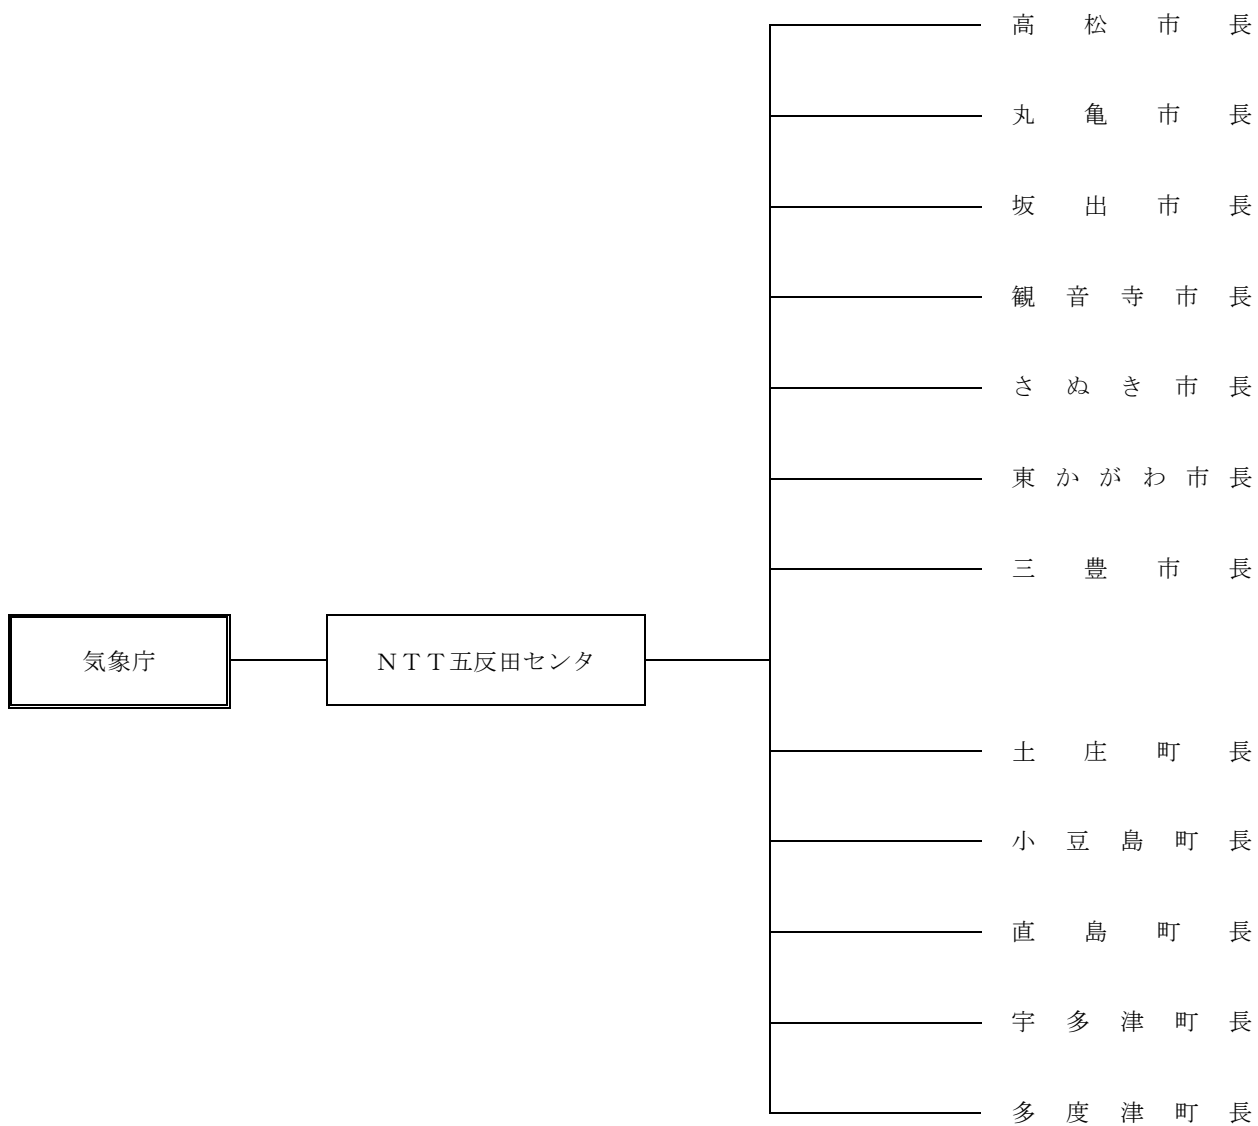 高松市長
丸亀市長
坂出市長
観音寺市長
さぬき市長
東かがわ市長
三豊市長
気象庁
ＮＴＴ五反田センタ
土庄町長
小豆島町長
直島町長
宇多津町長
多度津町長